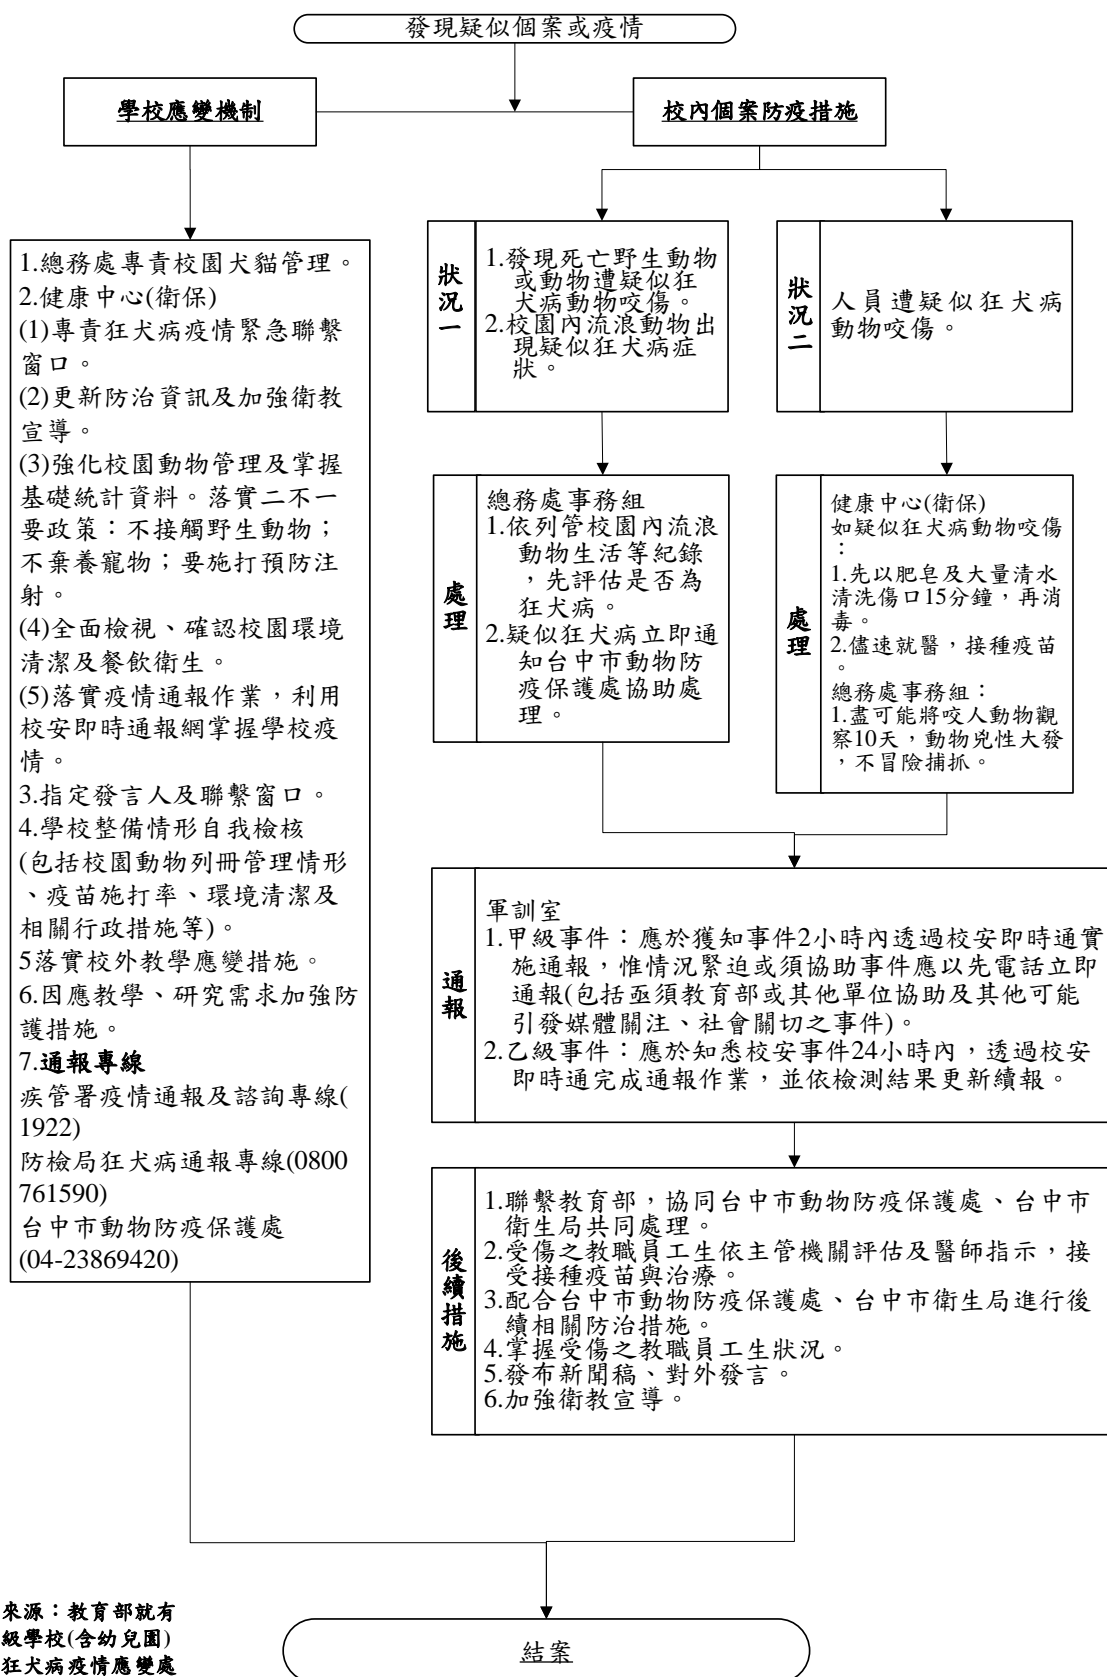 發現疑似個案或疫情
學校應變機制
校內個案防疫措施
1.總務處專責校園犬貓管理。
2.健康中心(衛保)
(1)專責狂犬病疫情緊急聯繫
窗口。
(2)更新防治資訊及加強衛教
宣導。
(3)強化校園動物管理及掌握
基礎統計資料。落實二不一
要政策：不接觸野生動物；
不棄養寵物；要施打預防注
射。
(4)全面檢視、確認校園環境
清潔及餐飲衛生。
(5)落實疫情通報作業，利用
校安即時通報網掌握學校疫
情。
3.指定發言人及聯繫窗口。
4.學校整備情形自我檢核
(包括校園動物列冊管理情形
、疫苗施打率、環境清潔及
相關行政措施等)。
5落實校外教學應變措施。
6.因應教學、研究需求加強防
護措施。
7.通報專線
疾管署疫情通報及諮詢專線(
1922)
防檢局狂犬病通報專線(0800
761590)
台中市動物防疫保護處
(04-23869420)
狀況一
1.發現死亡野生動物
或動物遭疑似狂
犬病動物咬傷。
2.校園內流浪動物出
現疑似狂犬病症
狀。
狀況二
人員遭疑似狂犬病
動物咬傷。
處理
總務處事務組
1.依列管校園內流浪
動物生活等紀錄
，先評估是否為
狂犬病。
2.疑似狂犬病立即通
知台中市動物防
疫保護處協助處
理。
處理
健康中心(衛保)
如疑似狂犬病動物咬傷
：
1.先以肥皂及大量清水
清洗傷口15分鐘，再消
毒。
2.儘速就醫，接種疫苗
。
總務處事務組：
1.盡可能將咬人動物觀
察10天，動物兇性大發
，不冒險捕抓。
通報
軍訓室
1.甲級事件：應於獲知事件2小時內透過校安即時通實
施通報，惟情況緊迫或須協助事件應以先電話立即
通報(包括亟須教育部或其他單位協助及其他可能
引發媒體關注、社會關切之事件)。
2.乙級事件：應於知悉校安事件24小時內，透過校安
即時通完成通報作業，並依檢測結果更新續報。
後續措施
1.聯繫教育部，協同台中市動物防疫保護處、台中市
衛生局共同處理。
2.受傷之教職員工生依主管機關評估及醫師指示，接
受接種疫苗與治療。
3.配合台中市動物防疫保護處、台中市衛生局進行後
續相關防治措施。
4.掌握受傷之教職員工生狀況。
5.發布新聞稿、對外發言。
6.加強衛教宣導。
結案
來源：教育部就有
級學校(含幼兒園)
狂犬病疫情應變處